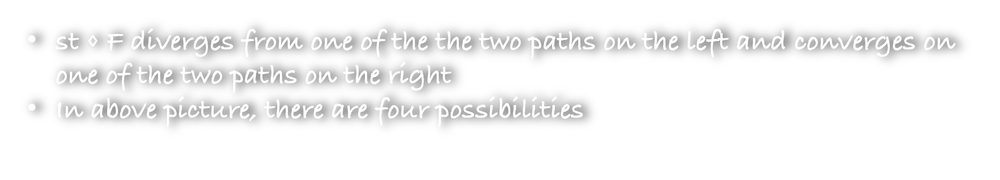 • st ⋄ F diverges from one of the the two paths on the left and converges on
one of the two paths on the right
• In above picture, there are four possibilities